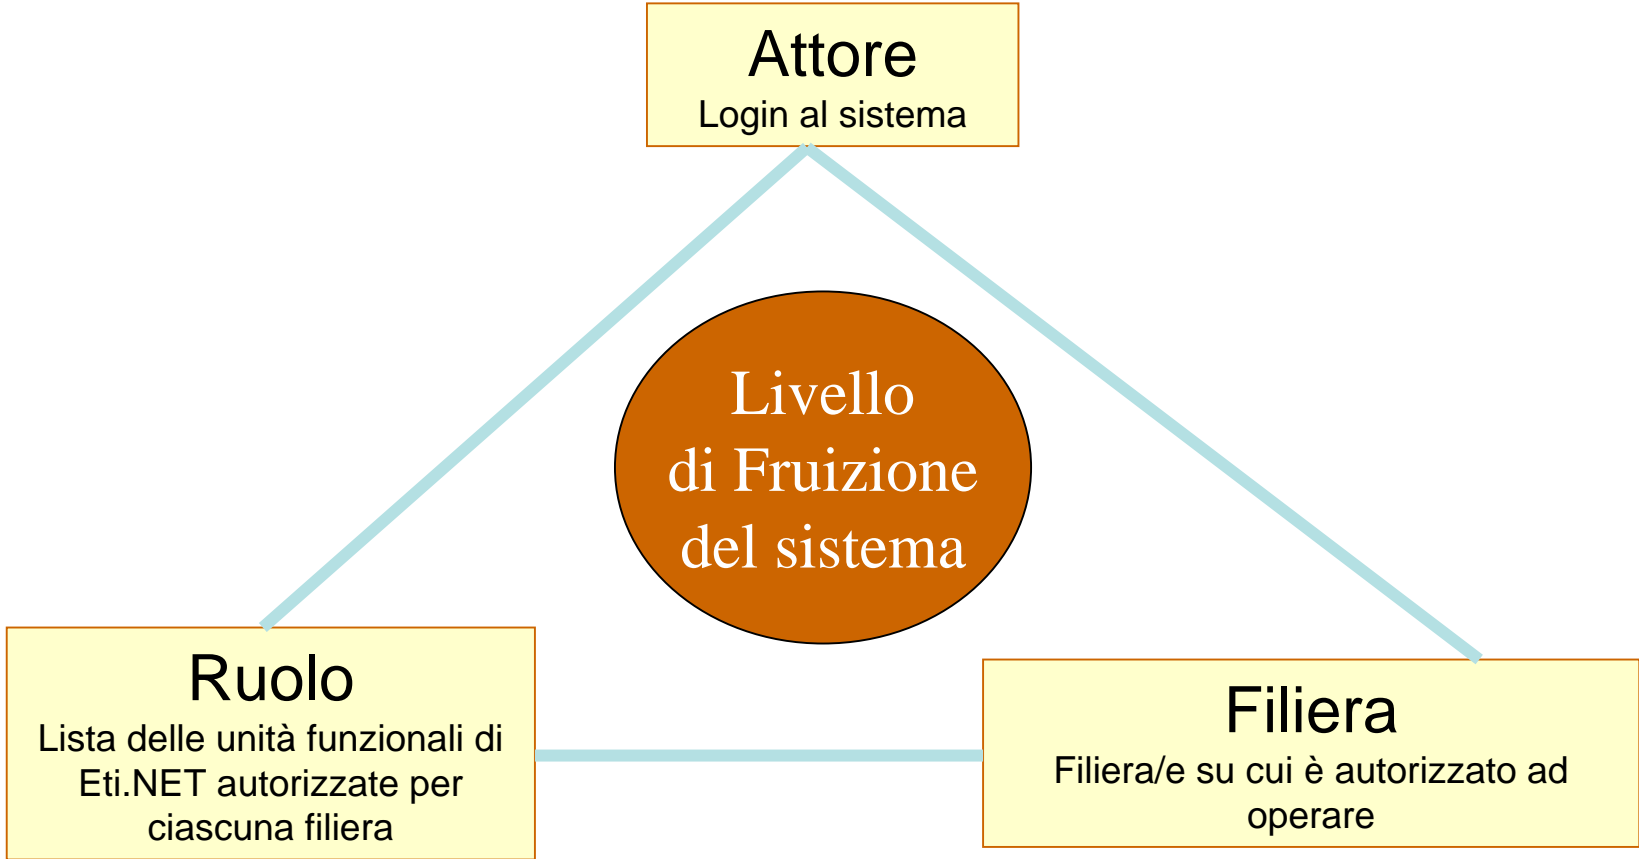 Attore
Login al sistema
Livello
di Fruizione
del sistema
Ruolo
Lista delle unità funzionali di
Eti.NET autorizzate per
ciascuna filiera
Filiera
Filiera/e su cui è autorizzato ad
operare